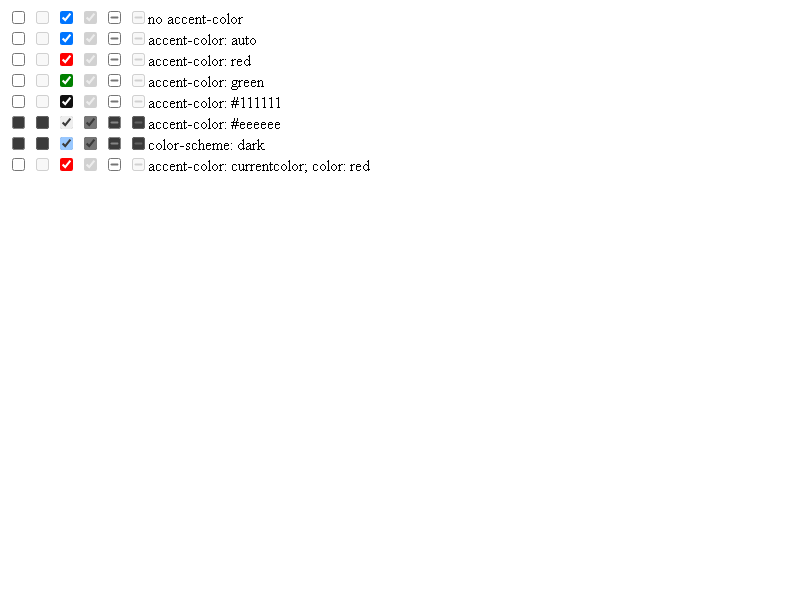 no accent-color
accent-color: auto
accent-color: red
accent-color: green
accent-color: #111111
accent-color: #eeeeee
color-scheme: dark
accent-color: currentcolor; color: red